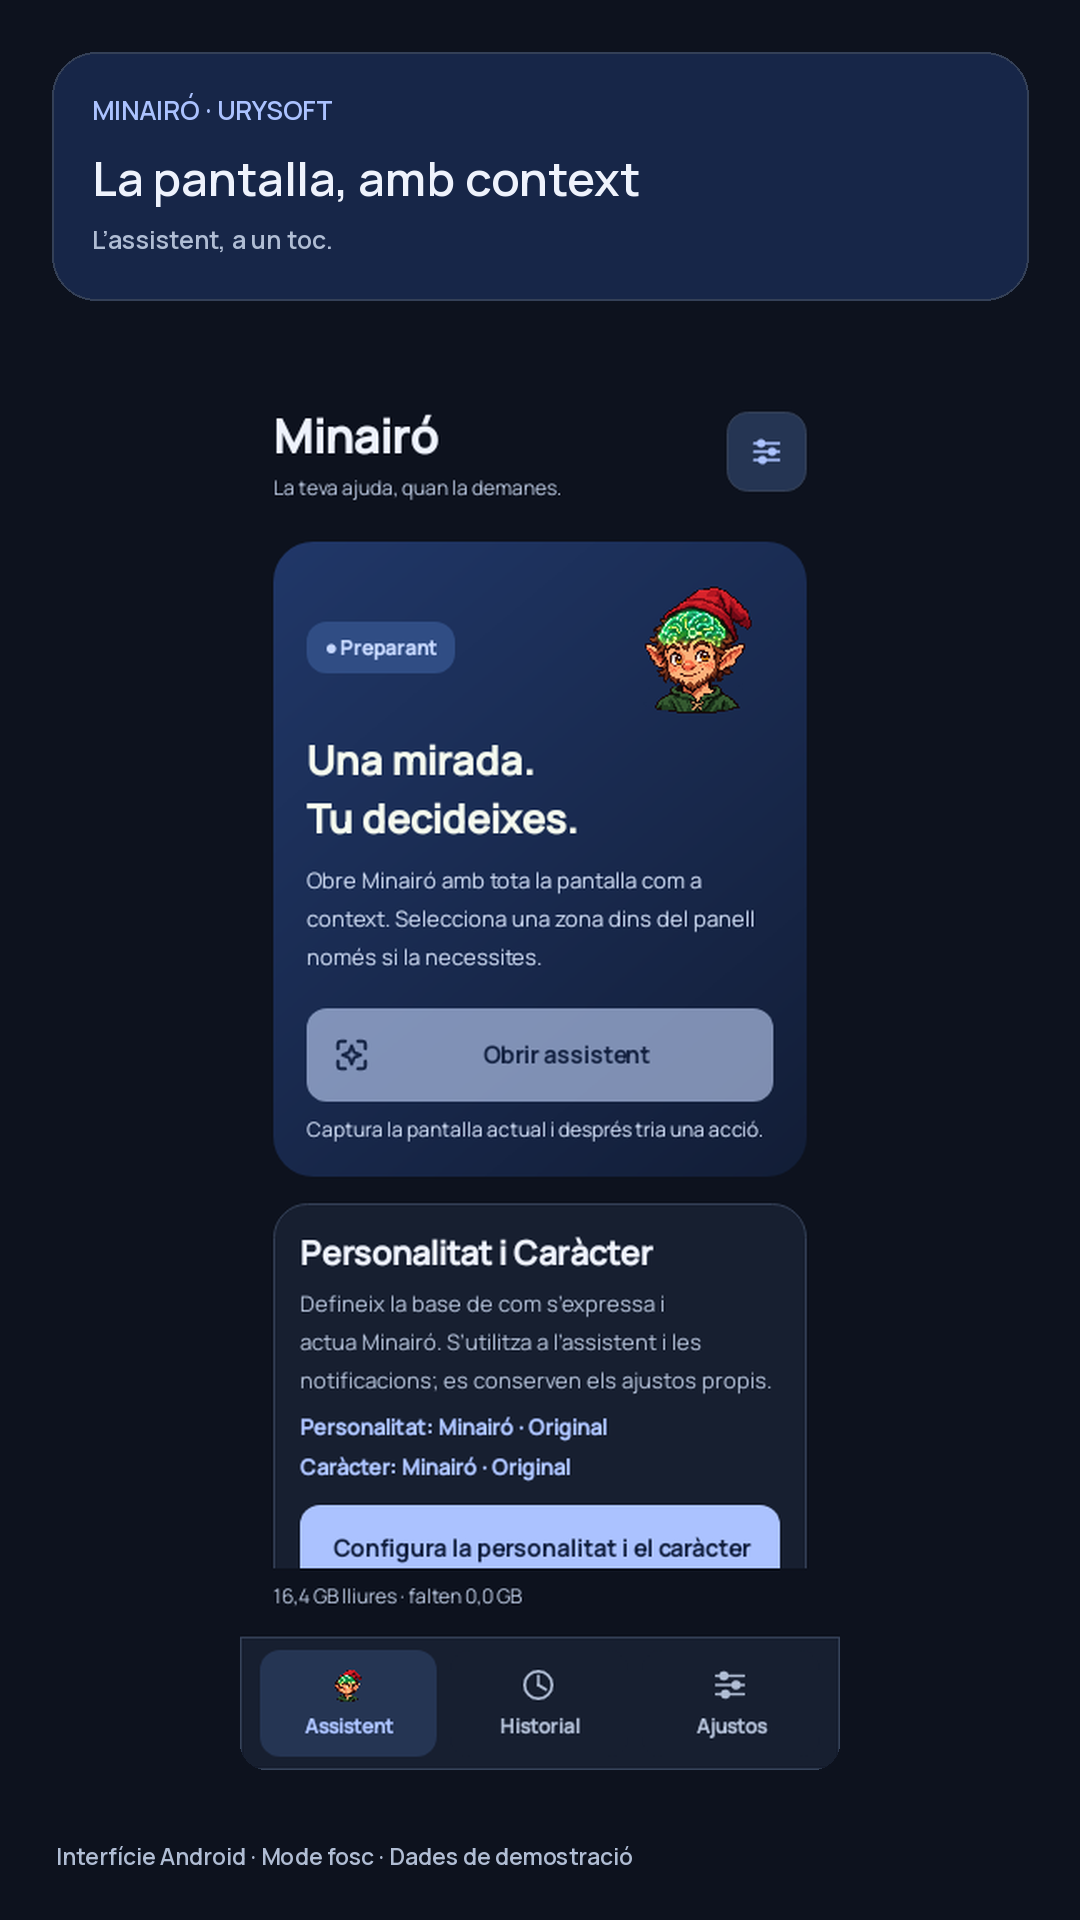 MINAIRÓ · URYSOFT
La pantalla, amb context
L’assistent, a un toc.
Minairó
La teva ajuda, quan la demanes.
● Preparant
Una mirada.
Tu decideixes.
Obre Minairó amb tota la pantalla com a
context. Selecciona una zona dins del panell
només si la necessites.
Obrir assistent
Captura la pantalla actual i després tria una acció.
Personalitat i Caràcter
Defineix la base de com s’expressa i
actua Minairó. S’utilitza a l’assistent i les
notificacions; es conserven els ajustos propis.
Personalitat: Minairó · Original
Caràcter: Minairó · Original
Configura la personalitat i el caràcter
16,4 GB lliures · falten 0,0 GB
Assistent
Historial
Ajustos
Interfície Android · Mode fosc · Dades de demostració